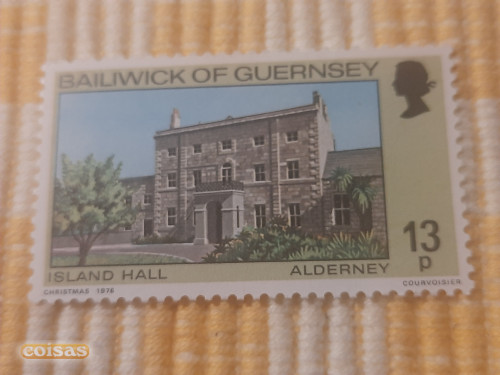 BAILIWICK OF GUERNSEY
13
p
ISLAND HALL ALDERNEY
CHRISTMAS 1976 COURVOISIER
coisas